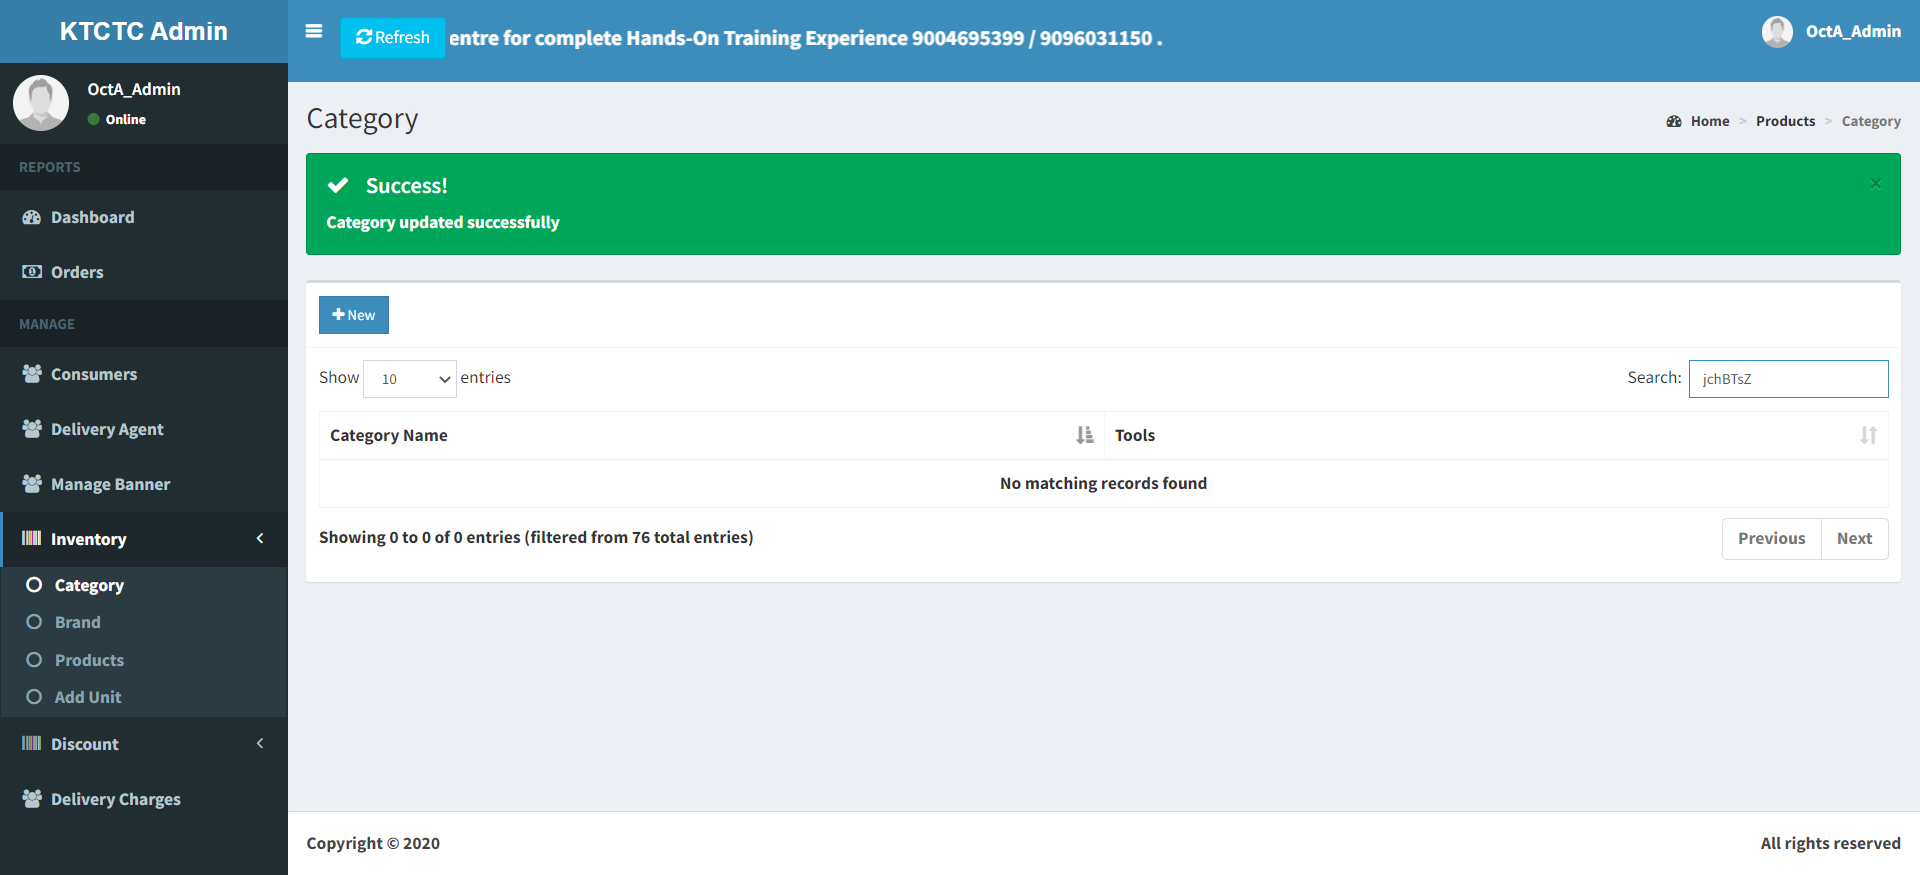 KTCTC Admin
Refresh
entre for complete Hands-On Training Experience 9004695399 / 9096031150 .
OctA_Admin
OctA_Admin
Online
REPORTS
Dashboard
Orders
MANAGE
Consumers
Delivery Agent
Manage Banner
Inventory
Category
Brand
Products
Add Unit
Discount
Delivery Charges
Category
Home > Products > Category
Success!
×
Category updated successfully
New
Show 10 entries
Search: jchBTsZ
Category Name
Tools
No matching records found
Showing 0 to 0 of 0 entries (filtered from 76 total entries)
Previous
Next
Copyright © 2020
All rights reserved